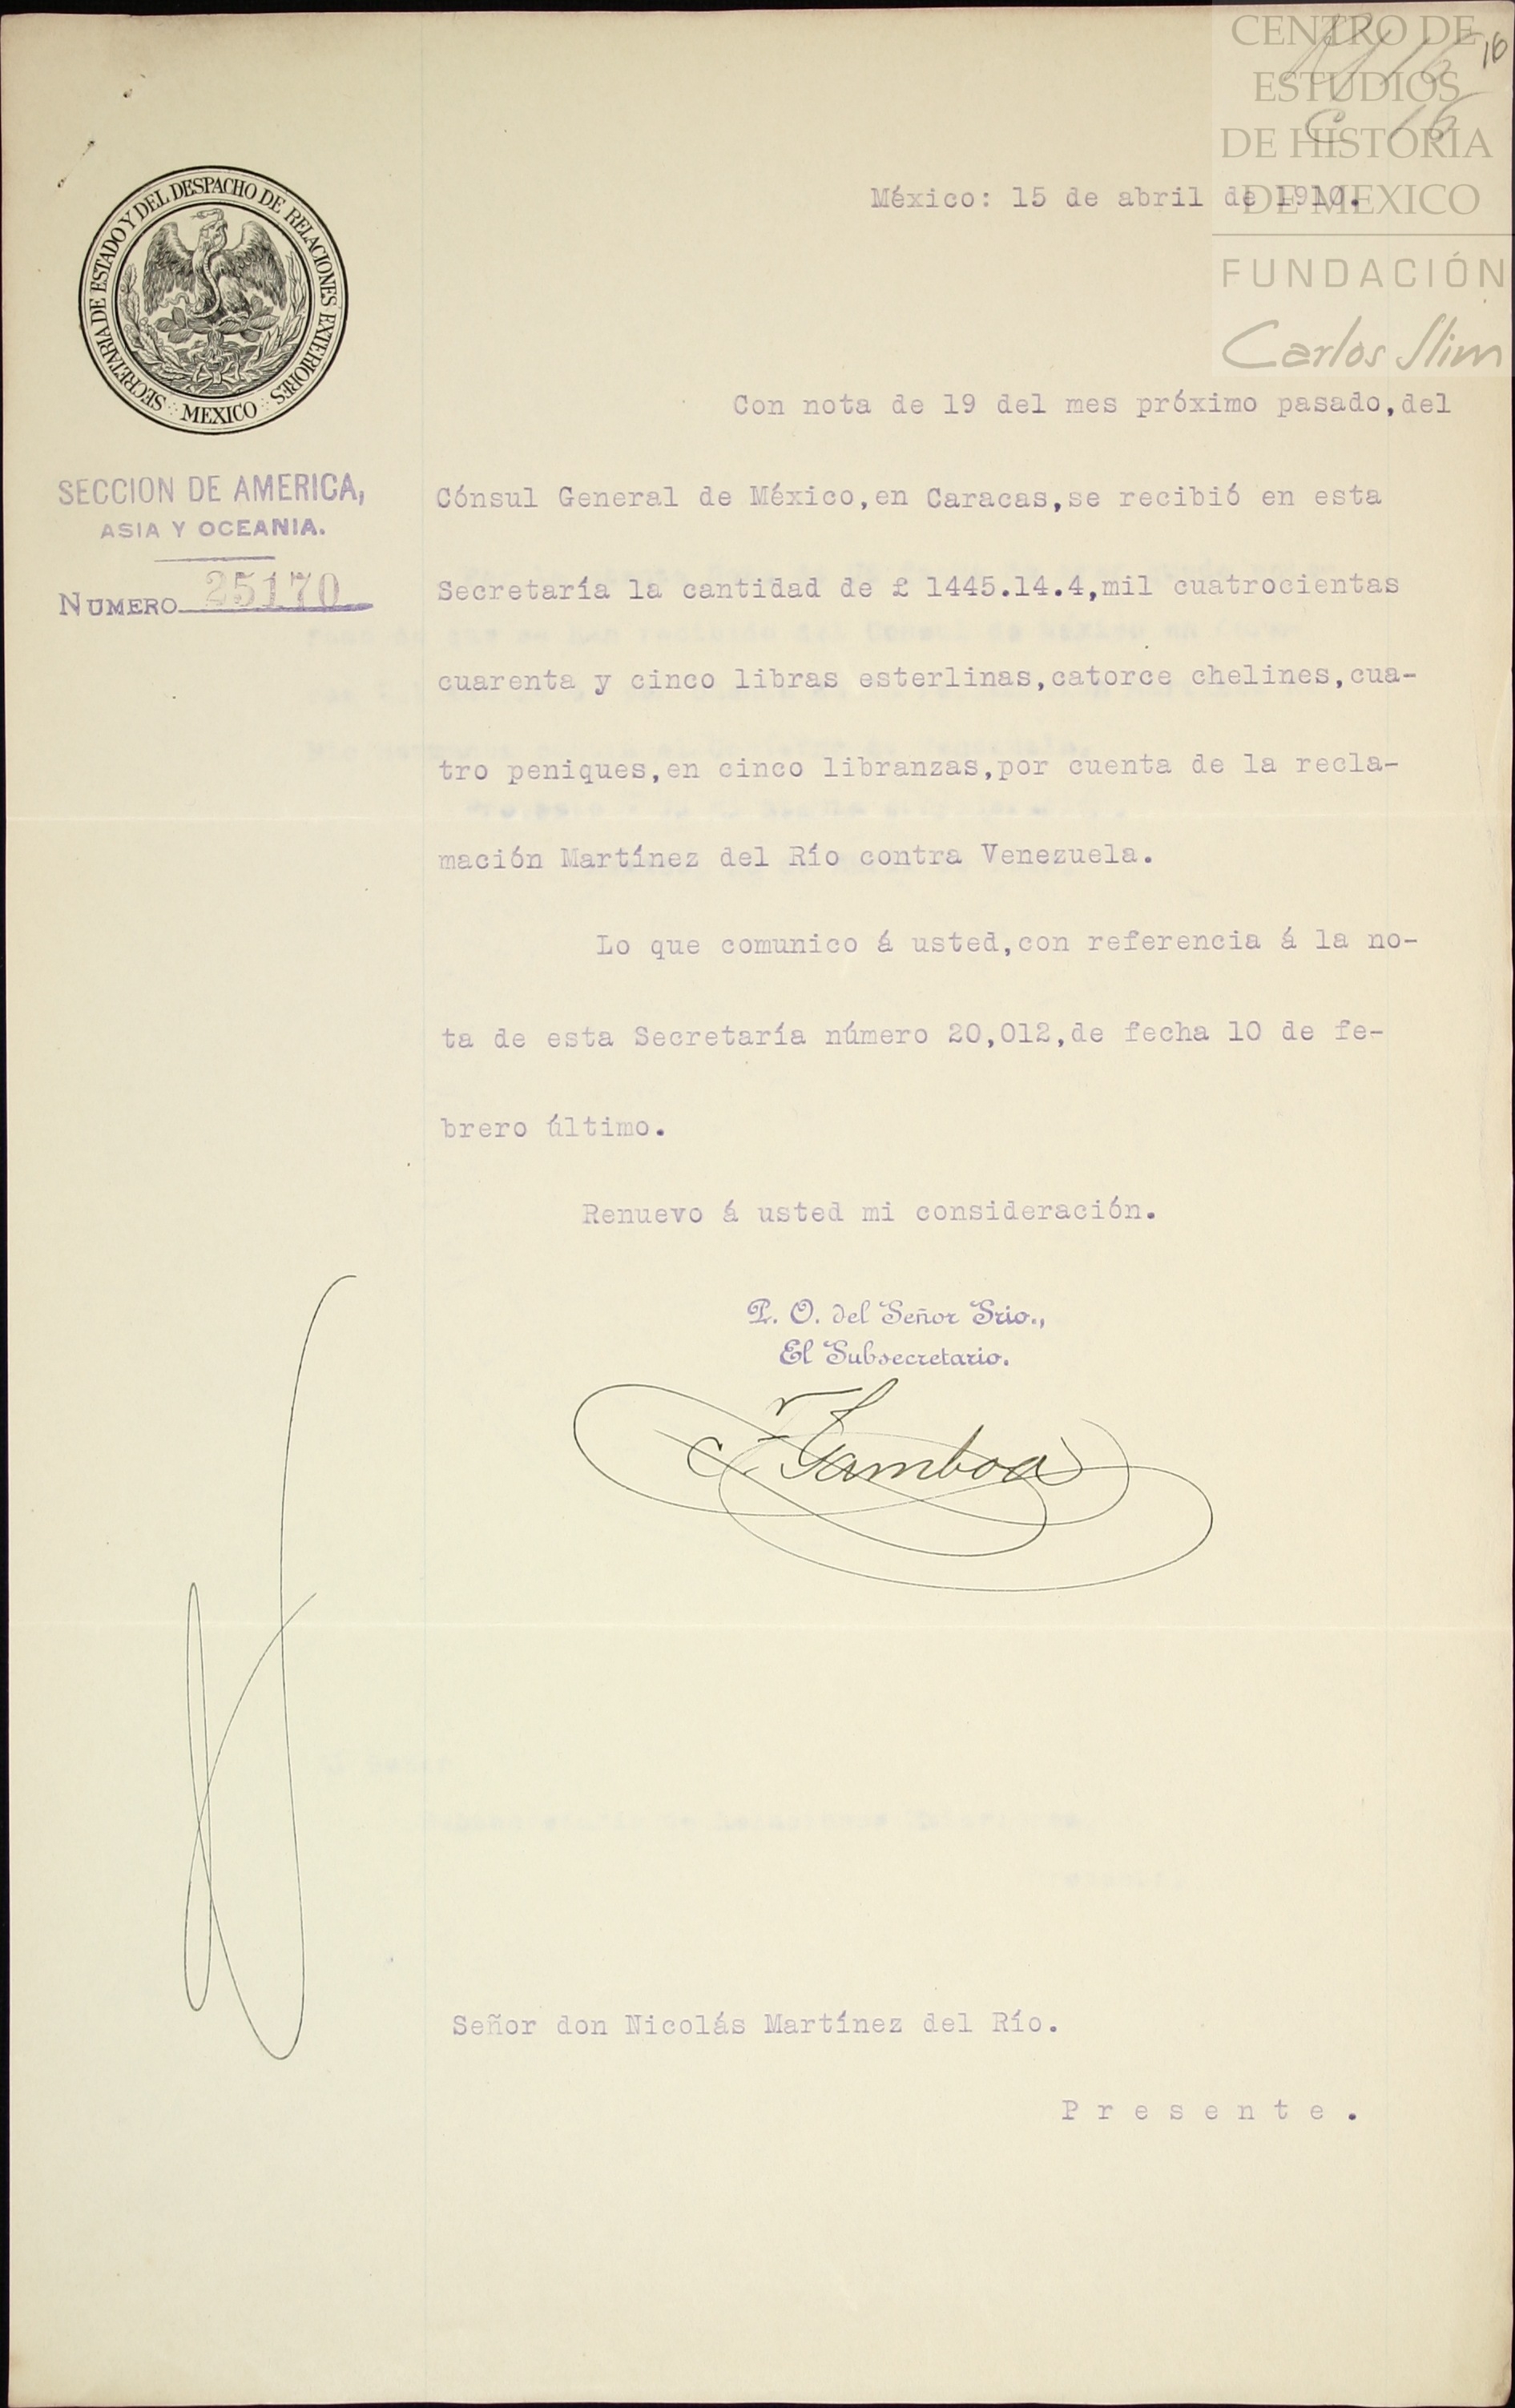 CENTRO DE
ESTUDIOS
DE HISTORIA
DE MEXICO
FUNDACIÓN
Carlos Slim
16
16
C 16
México: 15 de abril de 1910.
SECRETARIA DE ESTADO Y DEL DESPACHO DE RELACIONES EXTERIORES
MEXICO
SECCION DE AMERICA,
ASIA Y OCEANIA.
NUMERO 25170
Con nota de 19 del mes próximo pasado,del
Cónsul General de México,en Caracas,se recibió en esta
Secretaría la cantidad de £ 1445.14.4,mil cuatrocientas
cuarenta y cinco libras esterlinas,catorce chelines,cua-
tro peniques,en cinco libranzas,por cuenta de la recla-
mación Martínez del Río contra Venezuela.
Lo que comunico á usted,con referencia á la no-
ta de esta Secretaría número 20,012,de fecha 10 de fe-
brero último.
Renuevo á usted mi consideración.
P. O. del Señor Srio.,
El Subsecretario.
F. Gamboa
Señor don Nicolás Martínez del Río.
Presente.